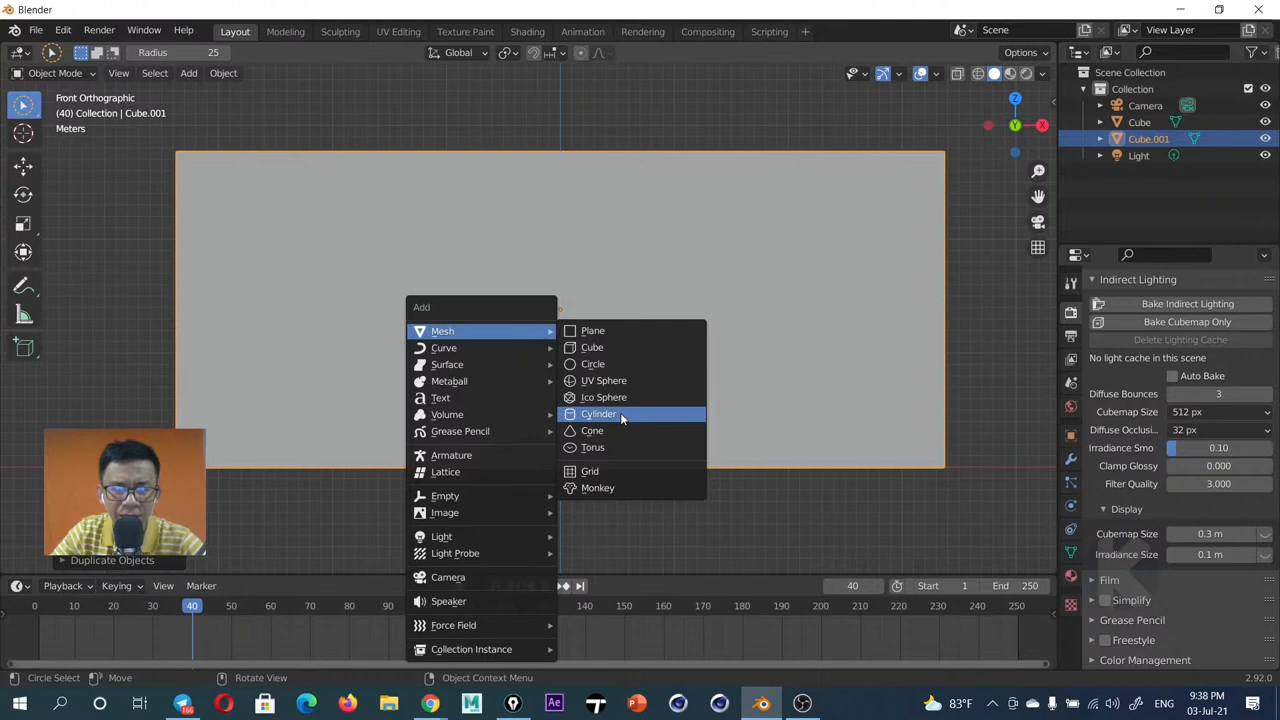 Blender
File Edit Render Window Help Layout Modeling Sculpting UV Editing Texture Paint Shading Animation Rendering Compositing Scripting + Scene View Layer
Radius 25 Global Options
Object Mode View Select Add Object
Front Orthographic
(40) Collection | Cube.001
Meters
Z
Y
X
Scene Collection
Collection
Camera
Cube
Cube.001
Light
Indirect Lighting
Bake Indirect Lighting
Bake Cubemap Only
Delete Lighting Cache
No light cache in this scene
Auto Bake
Diffuse Bounces 3
Cubemap Size 512 px
Diffuse Occlu... 32 px
Irradiance Smo 0.10
Clamp Glossy 0.000
Filter Quality 3.000
Display
Cubemap Size 0.3 m
Irradiance Size 0.1 m
Film
Simplify
Grease Pencil
Freestyle
Color Management
Add
Mesh
Curve
Surface
Metaball
Text
Volume
Grease Pencil
Armature
Lattice
Empty
Image
Light
Light Probe
Camera
Speaker
Force Field
Collection Instance
Plane
Cube
Circle
UV Sphere
Ico Sphere
Cylinder
Cone
Torus
Grid
Monkey
Duplicate Objects
Playback Keying View Marker 40 Start 1 End 250
0 10 20 30 40 50 60 70 80 90 100 110 120 130 140 150 160 170 180 190 200 210 220 230 240 250
Circle Select Move Rotate View Object Context Menu 2.92.0
166 Ae 83°F 9:38 PM
03-Jul-21